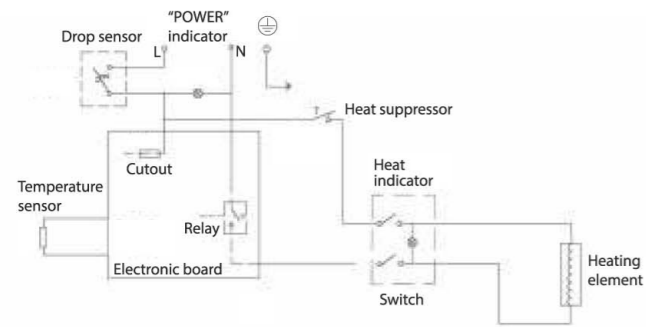 “POWER”
indicator
Drop sensor
L
N
T
Heat suppressor
Cutout
Heat
indicator
Temperature
sensor
Relay
Electronic board
Heating
element
Switch